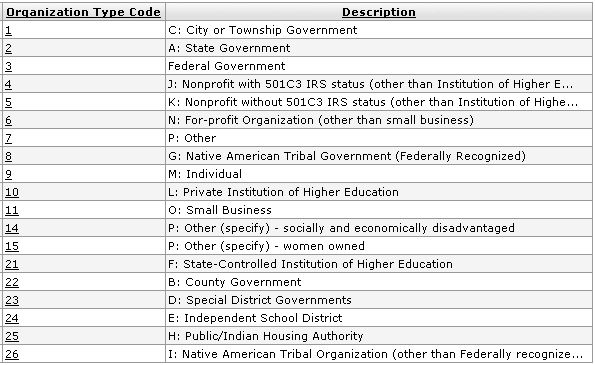 Organization Type Code Description
1 C: City or Township Government
2 A: State Government
3 Federal Government
4 J: Nonprofit with 501C3 IRS status (other than Institution of Higher E...
5 K: Nonprofit without 501C3 IRS status (other than Institution of Highe...
6 N: For-profit Organization (other than small business)
7 P: Other
8 G: Native American Tribal Government (Federally Recognized)
9 M: Individual
10 L: Private Institution of Higher Education
11 O: Small Business
14 P: Other (specify) - socially and economically disadvantaged
15 P: Other (specify) - women owned
21 F: State-Controlled Institution of Higher Education
22 B: County Government
23 D: Special District Governments
24 E: Independent School District
25 H: Public/Indian Housing Authority
26 I: Native American Tribal Organization (other than Federally recognize...